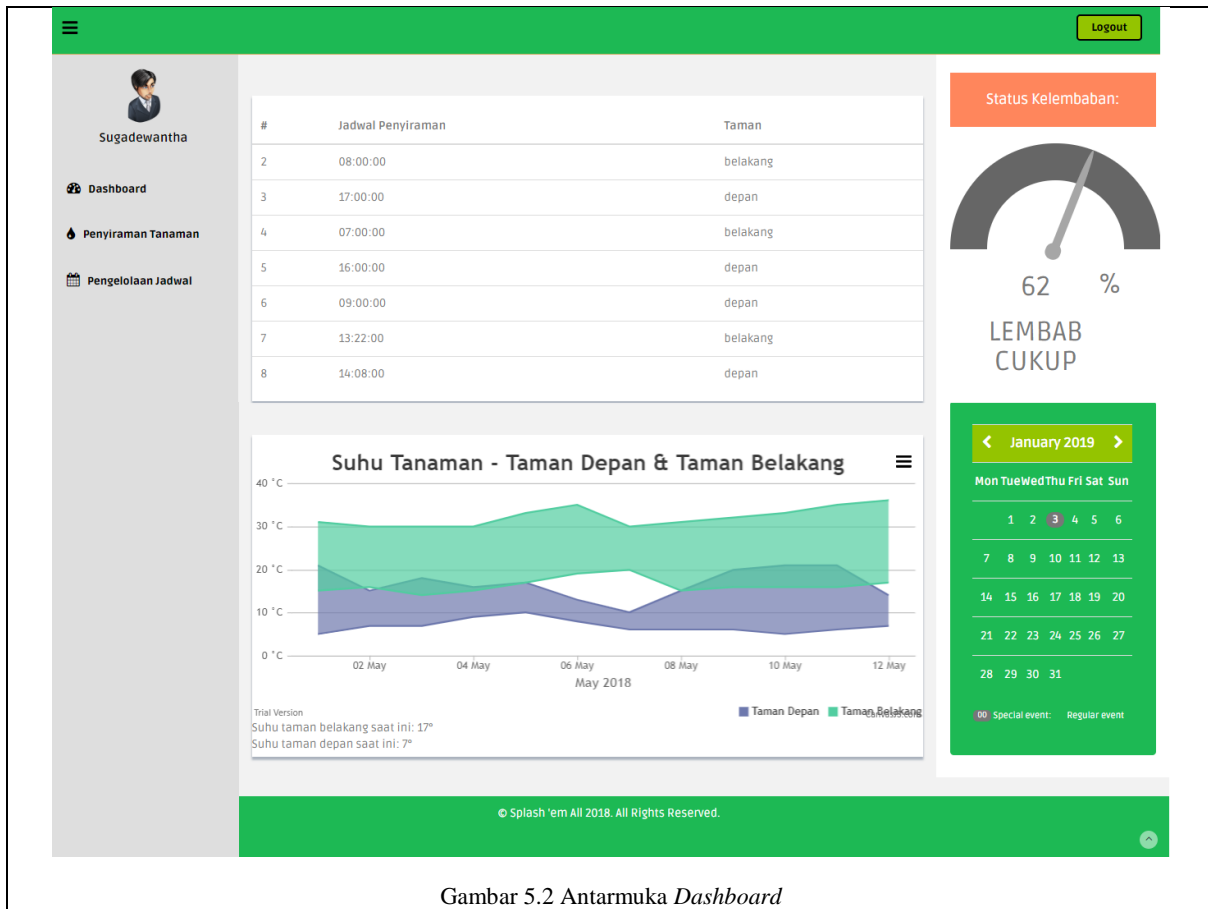 Logout
Sugadewantha
Dashboard
Penyiraman Tanaman
Pengelolaan Jadwal
# Jadwal Penyiraman Taman
2 08:00:00 belakang
3 17:00:00 depan
4 07:00:00 belakang
5 16:00:00 depan
6 09:00:00 depan
7 13:22:00 belakang
8 14:08:00 depan
Suhu Tanaman - Taman Depan & Taman Belakang
40 °C
30 °C
20 °C
10 °C
0 °C
02 May 04 May 06 May 08 May 10 May 12 May
May 2018
Taman Depan Taman Belakang
Trial Version CanvasJS.com
Suhu taman belakang saat ini: 17°
Suhu taman depan saat ini: 7°
Status Kelembaban:
62 %
LEMBAB
CUKUP
January 2019
Mon Tue Wed Thu Fri Sat Sun
1 2 3 4 5 6
7 8 9 10 11 12 13
14 15 16 17 18 19 20
21 22 23 24 25 26 27
28 29 30 31
00 Special event: Regular event
© Splash 'em All 2018. All Rights Reserved.
Gambar 5.2 Antarmuka Dashboard